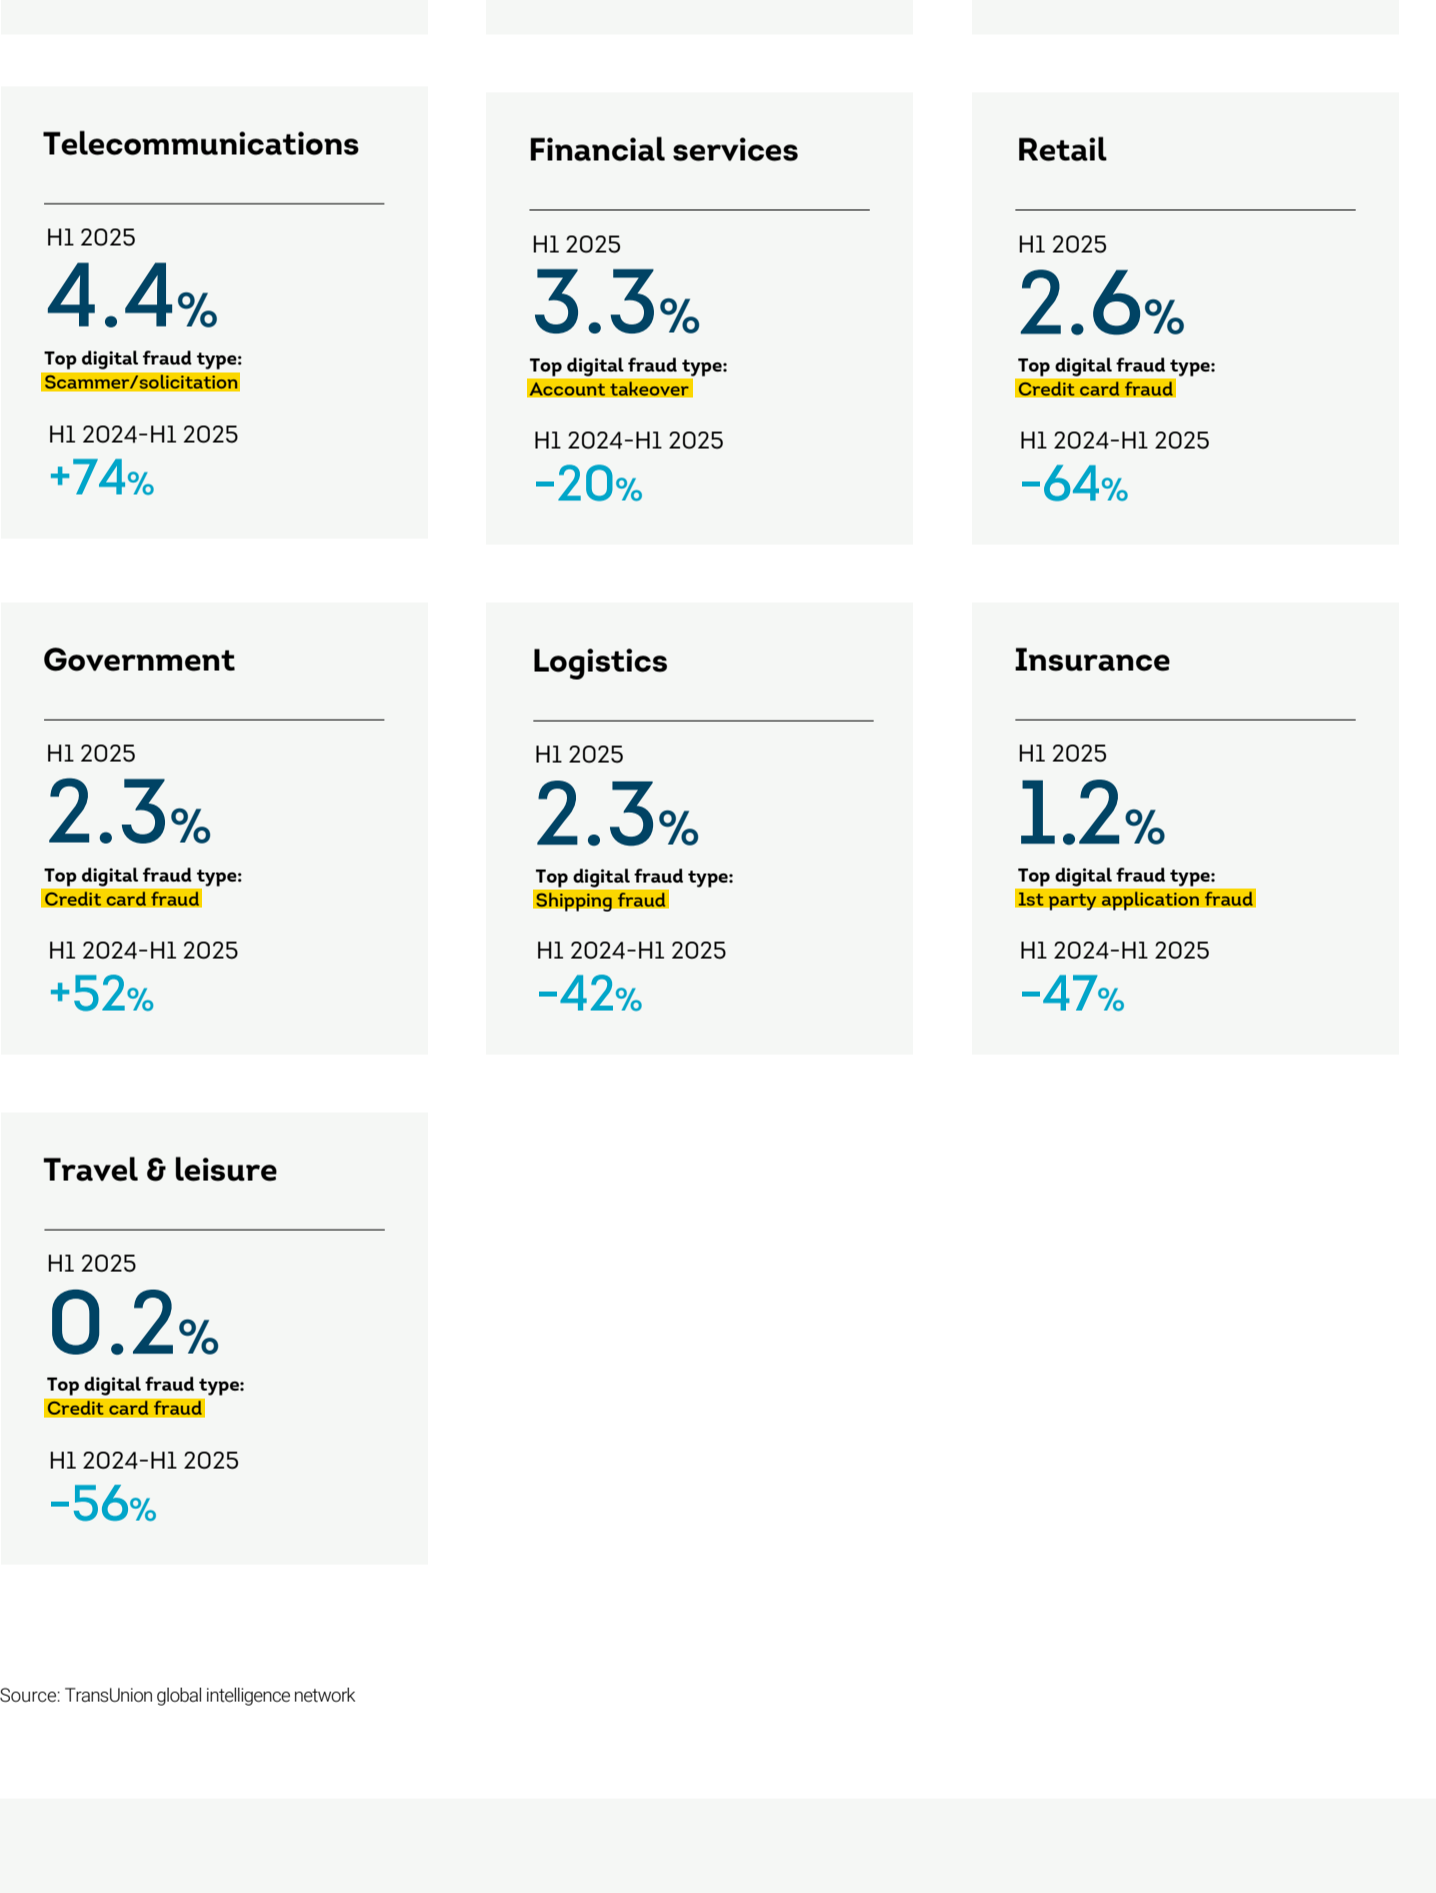 Telecommunications
H1 2025
4.4%
Top digital fraud type:
Scammer/solicitation
H1 2024-H1 2025
+74%
Financial services
H1 2025
3.3%
Top digital fraud type:
Account takeover
H1 2024-H1 2025
-20%
Retail
H1 2025
2.6%
Top digital fraud type:
Credit card fraud
H1 2024-H1 2025
-64%
Government
H1 2025
2.3%
Top digital fraud type:
Credit card fraud
H1 2024-H1 2025
+52%
Logistics
H1 2025
2.3%
Top digital fraud type:
Shipping fraud
H1 2024-H1 2025
-42%
Insurance
H1 2025
1.2%
Top digital fraud type:
1st party application fraud
H1 2024-H1 2025
-47%
Travel & leisure
H1 2025
0.2%
Top digital fraud type:
Credit card fraud
H1 2024-H1 2025
-56%
Source: TransUnion global intelligence network